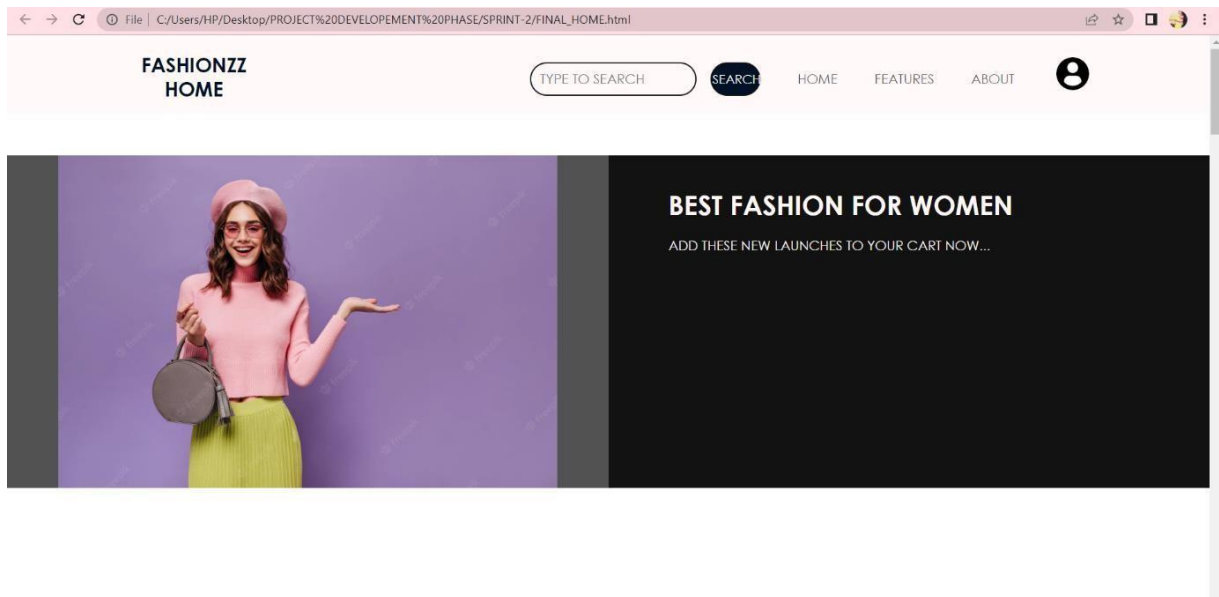 File | C:/Users/HP/Desktop/PROJECT%20DEVELOPEMENT%20PHASE/SPRINT-2/FINAL_HOME.html
FASHIONZZ
HOME
TYPE TO SEARCH
SEARCH
HOME
FEATURES
ABOUT
BEST FASHION FOR WOMEN
ADD THESE NEW LAUNCHES TO YOUR CART NOW...